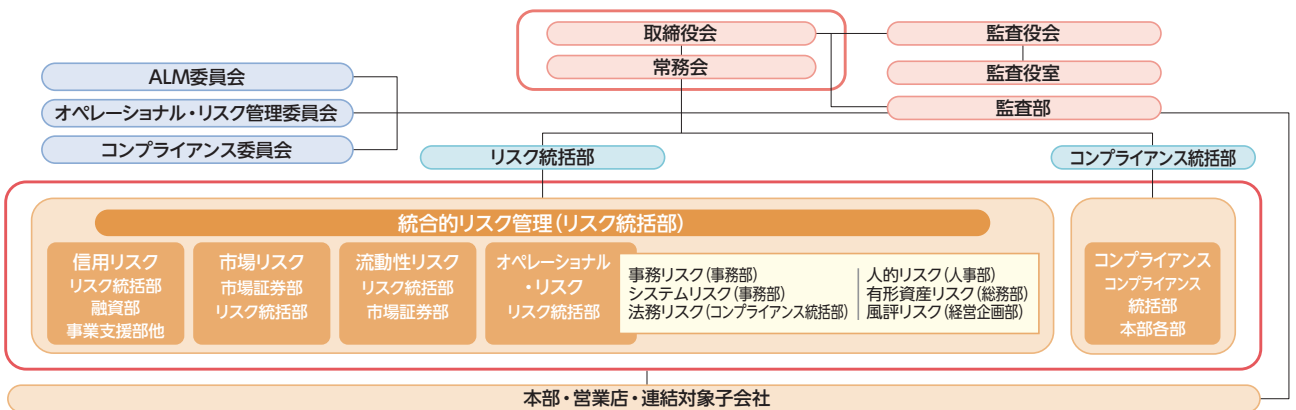 取締役会
常務会
監査役会
監査役室
監査部
ALM委員会
オペレーショナル・リスク管理委員会
コンプライアンス委員会
リスク統括部
コンプライアンス統括部
統合的リスク管理(リスク統括部)
信用リスク
リスク統括部
融資部
事業支援部他
市場リスク
市場証券部
リスク統括部
流動性リスク
リスク統括部
市場証券部
オペレーショナル
・リスク
リスク統括部
事務リスク(事務部)
システムリスク(事務部)
法務リスク(コンプライアンス統括部)
人的リスク(人事部)
有形資産リスク(総務部)
風評リスク(経営企画部)
コンプライアンス
コンプライアンス
統括部
本部各部
本部・営業店・連結対象子会社